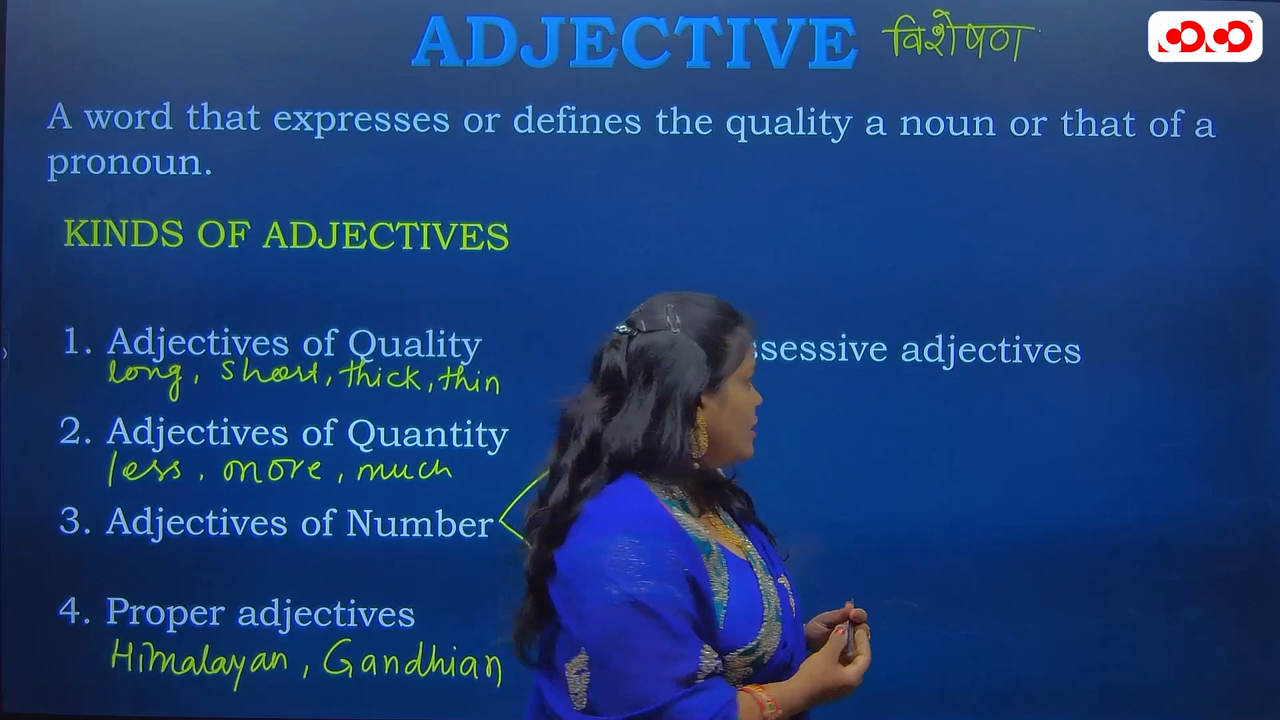 ADJECTIVE विशेषण
A word that expresses or defines the quality a noun or that of a
pronoun.
KINDS OF ADJECTIVES
1. Adjectives of Quality
long, short, thick, thin
2. Adjectives of Quantity
less, more, much
3. Adjectives of Number
4. Proper adjectives
Himalayan, Gandhian
ssessive adjectives